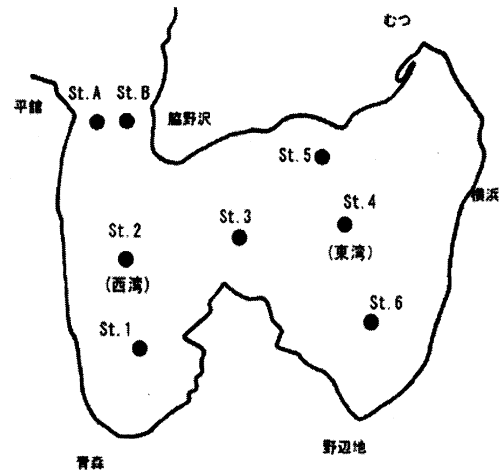 むつ
St.A St.B
平舘
脇野沢
St.5
横浜
St.4
St.3
St.2
(東湾)
(西湾)
St.6
St.1
野辺地
青森